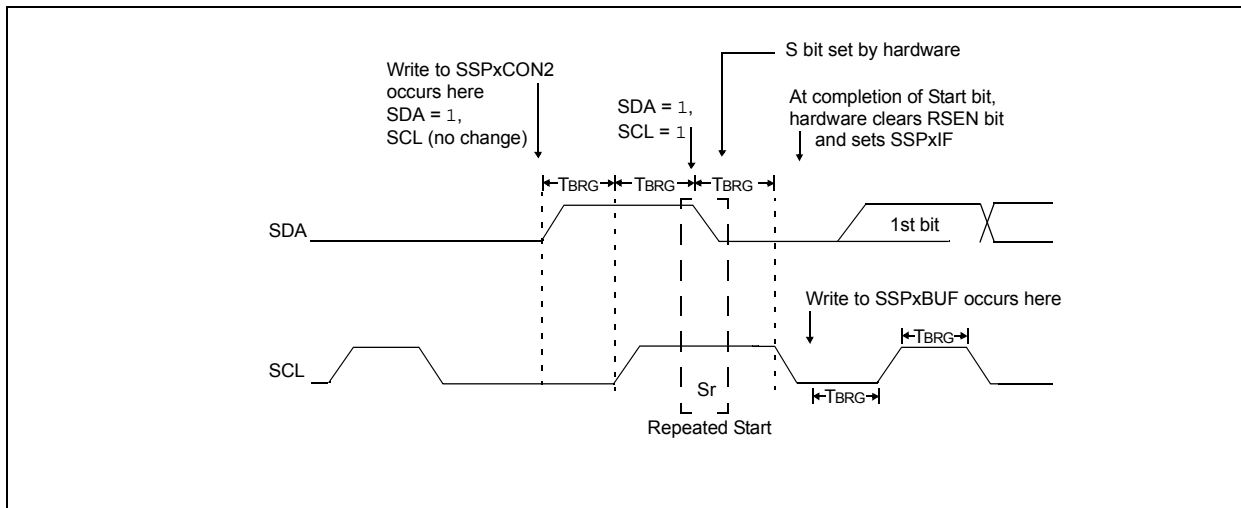 S bit set by hardware
Write to SSPxCON2
occurs here
SDA = 1,
SCL (no change)
SDA = 1,
SCL = 1
At completion of Start bit,
hardware clears RSEN bit
and sets SSPxIF
TBRG TBRG TBRG
SDA
1st bit
Write to SSPxBUF occurs here
TBRG
SCL
Sr
TBRG
Repeated Start